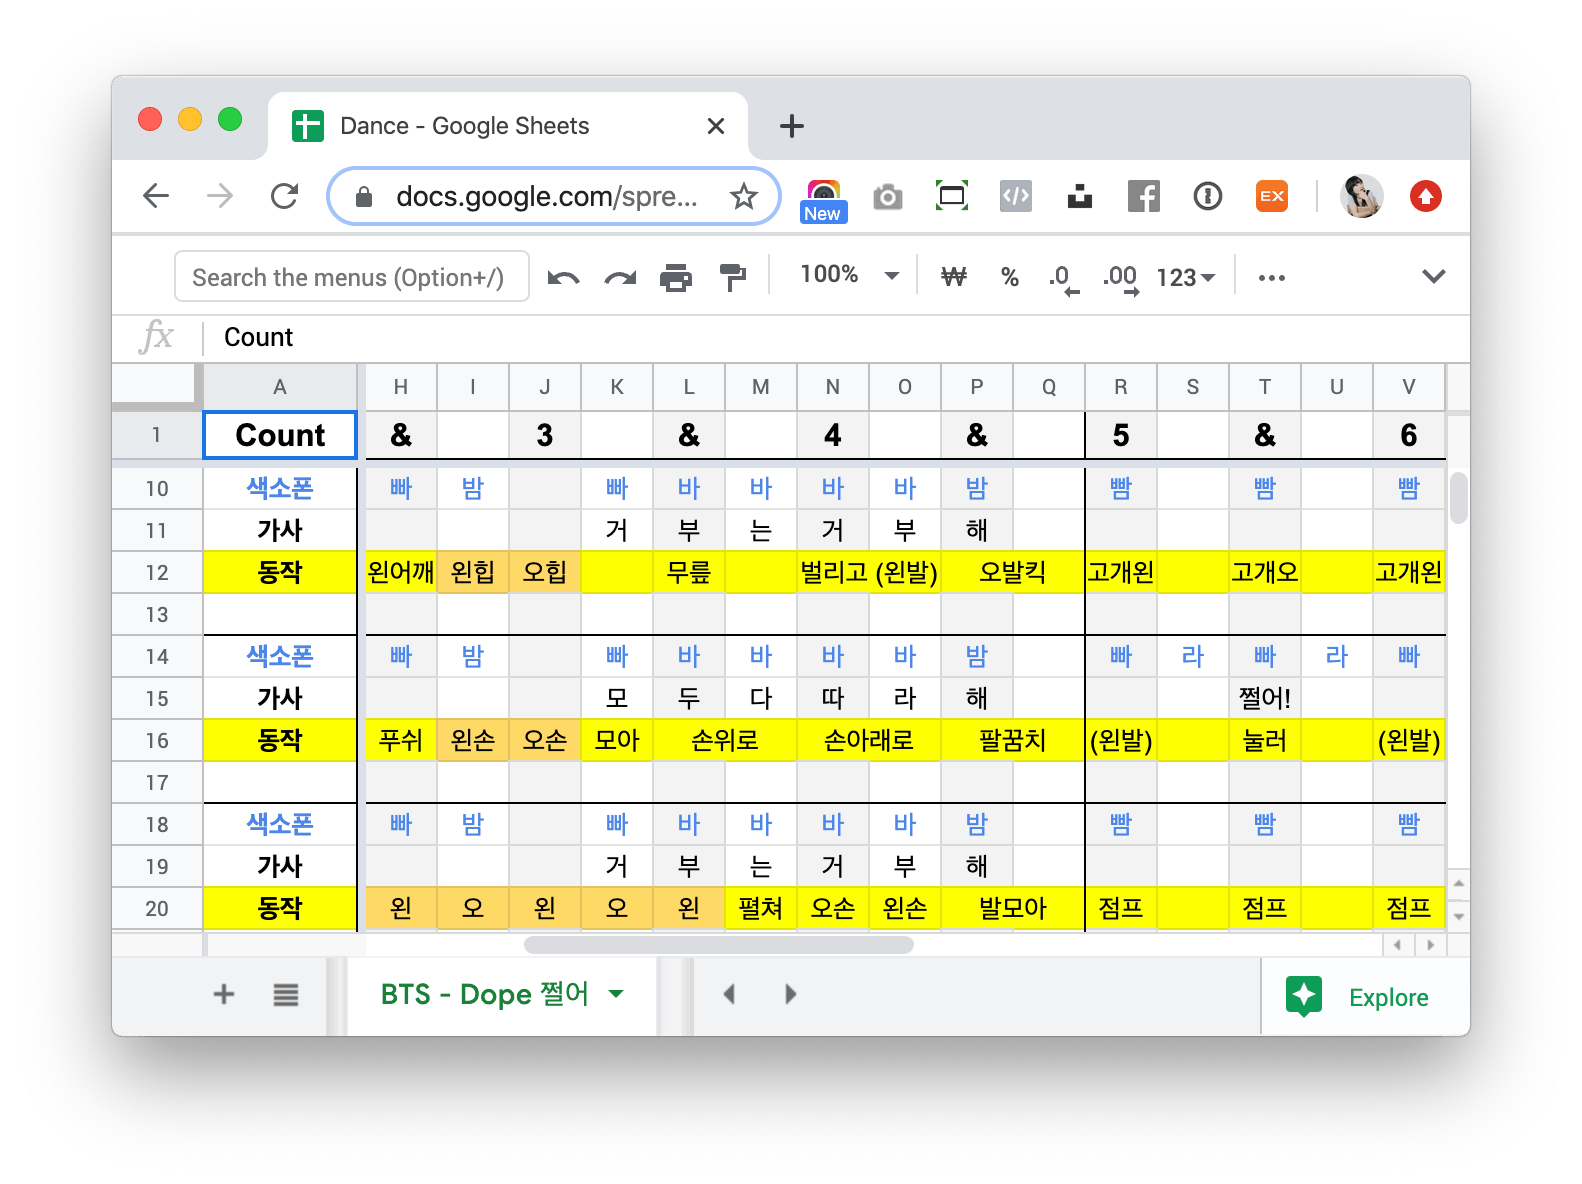 Dance - Google Sheets
docs.google.com/spre...
New
EX
Search the menus (Option+/) 100% ₩ % .0 .00 123
fx Count
A H I J K L M N O P Q R S T U V
1 Count & 3 & 4 & 5 & 6
10 색소폰 빠 밤 빠 바 바 바 바 밤 빰 빰 빰
11 가사 거 부 는 거 부 해
12 동작 왼어깨 왼힙 오힙 무릎 벌리고 (왼발) 오발킥 고개왼 고개오 고개왼
13
14 색소폰 빠 밤 빠 바 바 바 바 밤 빠 라 빠 라 빠
15 가사 모 두 다 따 라 해 쩔어!
16 동작 푸쉬 왼손 오손 모아 손위로 손아래로 팔꿈치 (왼발) 눌러 (왼발)
17
18 색소폰 빠 밤 빠 바 바 바 바 밤 빰 빰 빰
19 가사 거 부 는 거 부 해
20 동작 왼 오 왼 오 왼 펼쳐 오손 왼손 발모아 점프 점프 점프
BTS - Dope 쩔어
Explore